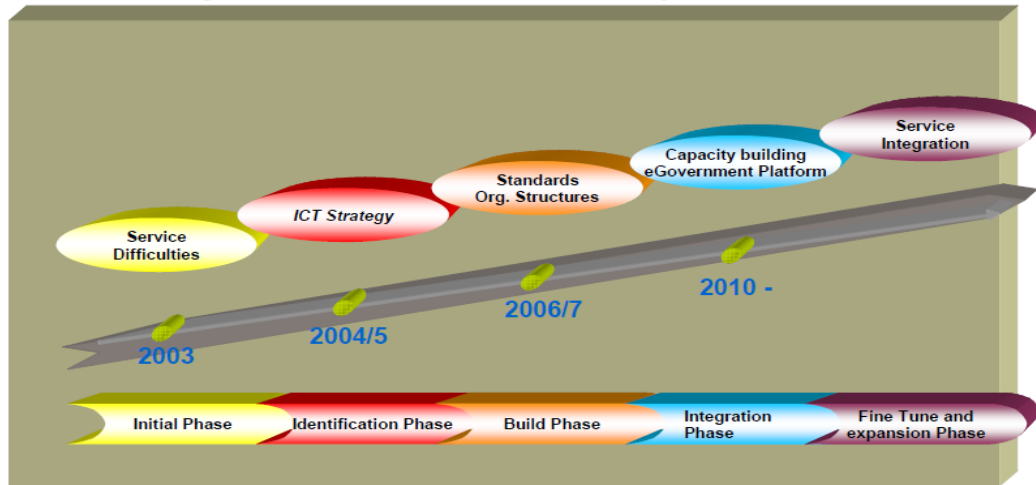 Service
Integration
Capacity building
eGovernment Platform
Standards
Org. Structures
ICT Strategy
Service
Difficulties
2010 -
2006/7
2004/5
2003
Initial Phase
Identification Phase
Build Phase
Integration
Phase
Fine Tune and
expansion Phase